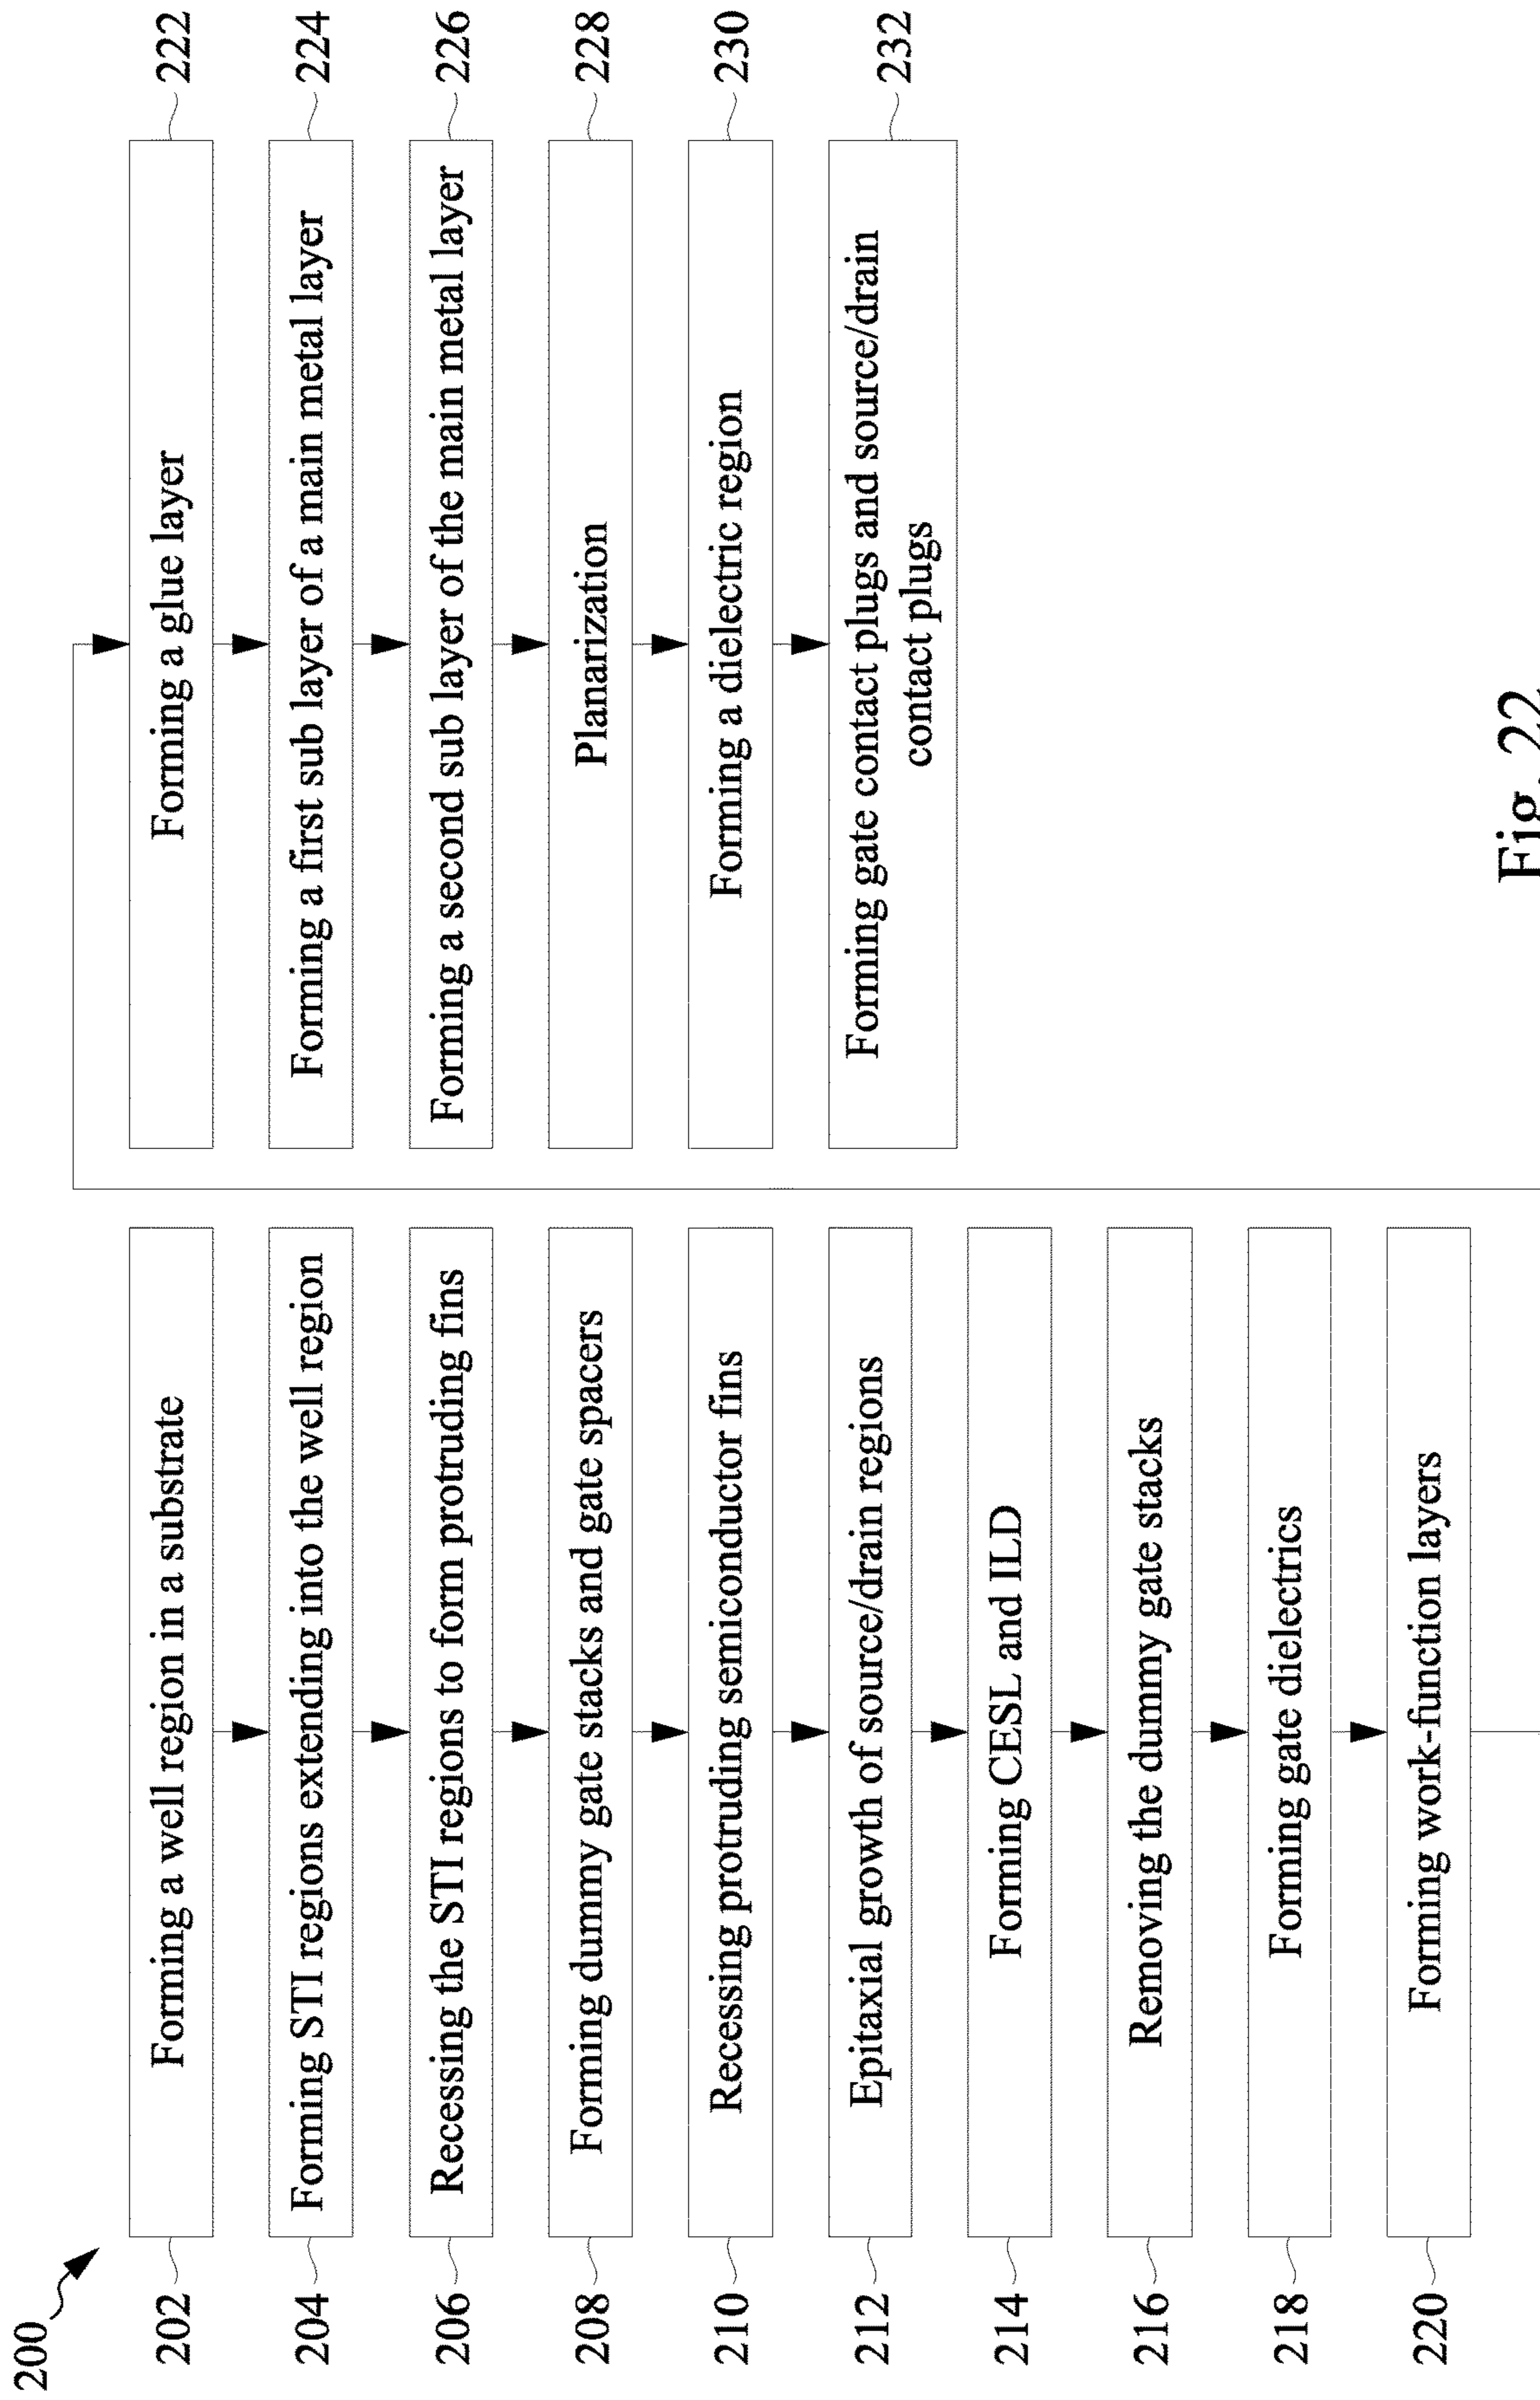 200
202
Forming a well region in a substrate
204
Forming STI regions extending into the well region
206
Recessing the STI regions to form protruding fins
208
Forming dummy gate stacks and gate spacers
210
Recessing protruding semiconductor fins
212
Epitaxial growth of source/drain regions
214
Forming CESL and ILD
216
Removing the dummy gate stacks
218
Forming gate dielectrics
220
Forming work-function layers
Forming a glue layer
222
Forming a first sub layer of a main metal layer
224
Forming a second sub layer of the main metal layer
226
Planarization
228
Forming a dielectric region
230
Forming gate contact plugs and source/drain
contact plugs
232
Fig. 22